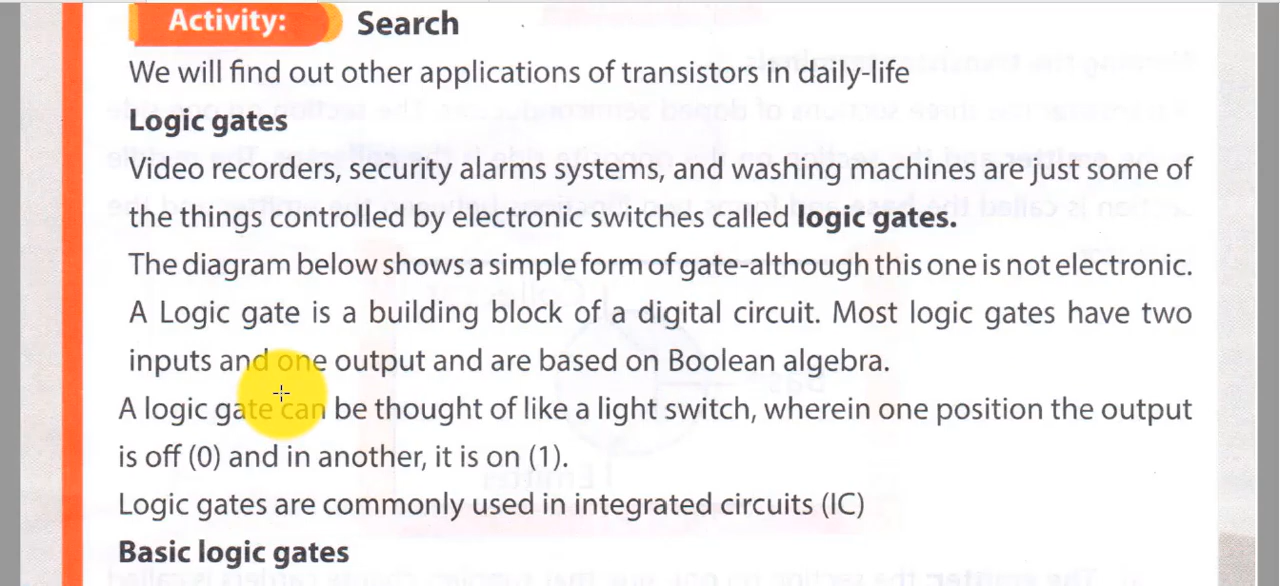 Activity: Search
We will find out other applications of transistors in daily-life
Logic gates
Video recorders, security alarms systems, and washing machines are just some of
the things controlled by electronic switches called logic gates.
The diagram below shows a simple form of gate-although this one is not electronic.
A Logic gate is a building block of a digital circuit. Most logic gates have two
inputs and one output and are based on Boolean algebra.
A logic gate can be thought of like a light switch, wherein one position the output
is off (0) and in another, it is on (1).
Logic gates are commonly used in integrated circuits (IC)
Basic logic gates